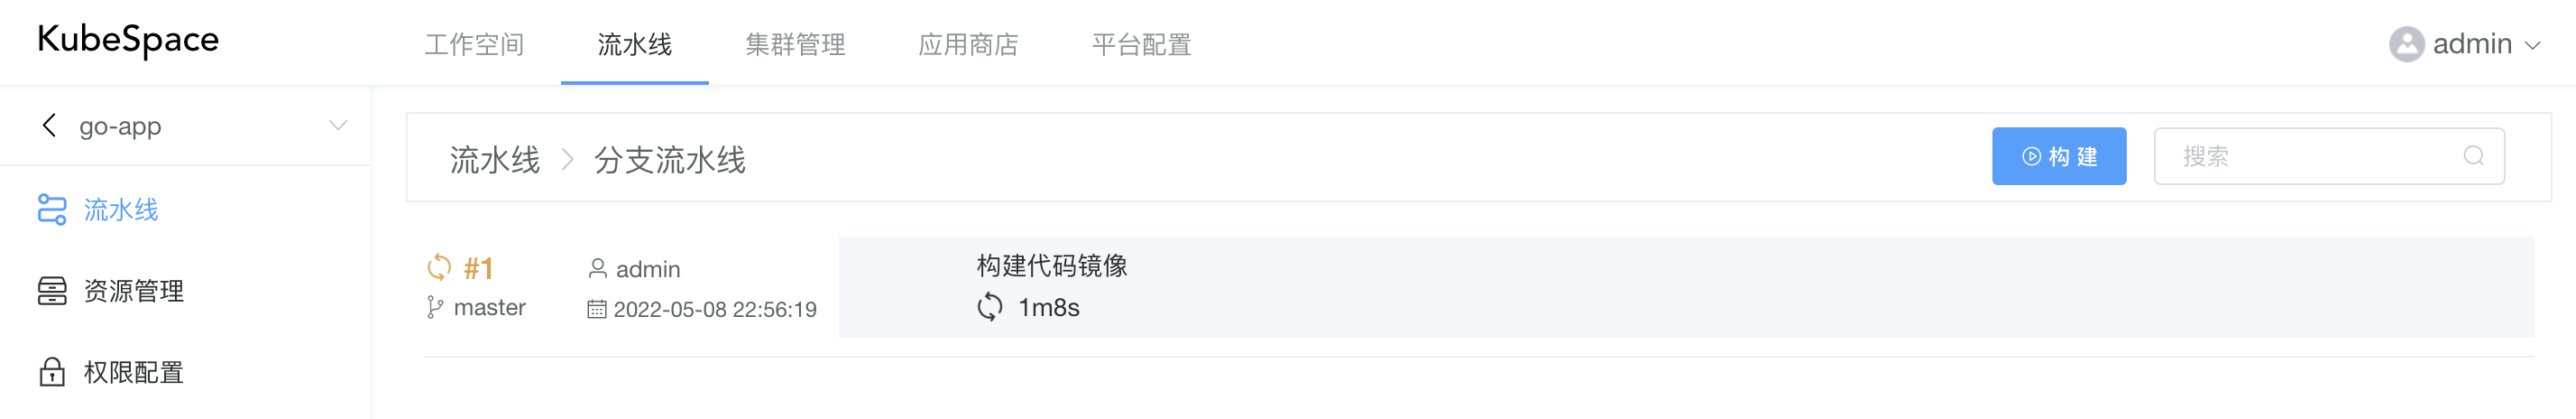 KubeSpace
工作空间 流水线 集群管理 应用商店 平台配置
admin
go-app
流水线
资源管理
权限配置
流水线 > 分支流水线
构 建
搜索
#1
master
admin
2022-05-08 22:56:19
构建代码镜像
1m8s